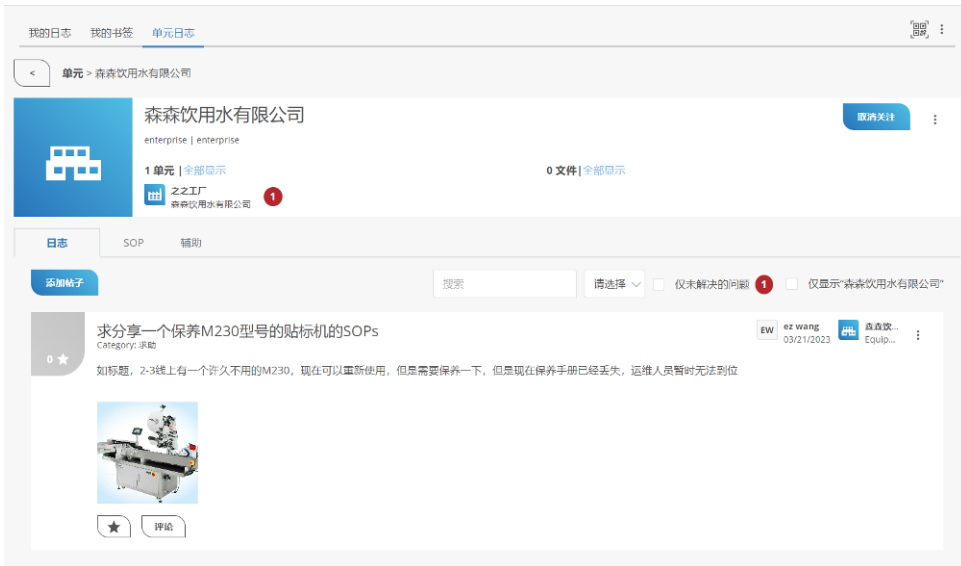 我的日志 我的书签 单元日志
< 单元 > 森森饮用水有限公司
森森饮用水有限公司
取消关注
enterprise | enterprise
1 单元 |全部显示
0 文件|全部显示
之之工厂
森森饮用水有限公司
1
日志 SOP 辅助
添加帖子
搜索
请选择
仅未解决的问题 1
仅显示"森森饮用水有限公司"
求分享一个保养M230型号的贴标机的SOPs
Category: 求助
0
EW
ez wang
03/21/2023
森森饮...
Equip...
如标题，2-3线上有一个许久不用的M230，现在可以重新使用，但是需要保养一下，但是现在保养手册已经丢失，运维人员暂时无法到位
评论